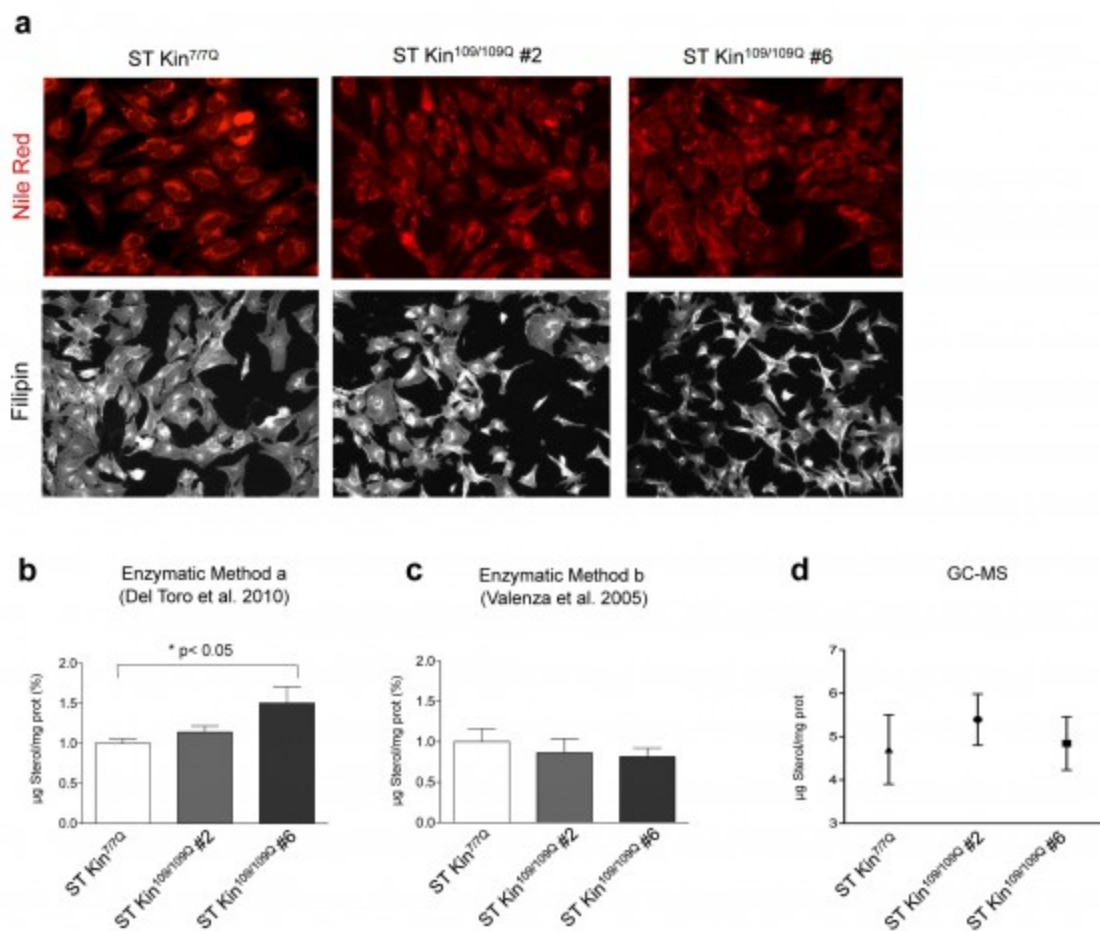 a
ST Kin7/7Q
ST Kin109/109Q #2
ST Kin109/109Q #6
Nile Red
Filipin
b
Enzymatic Method a
(Del Toro et al. 2010)
* p< 0.05
µg Sterol/mg prot (%)
2.0
1.5
1.0
0.5
0.0
ST Kin7/7Q
ST Kin109/109Q #2
ST Kin109/109Q #6
c
Enzymatic Method b
(Valenza et al. 2005)
µg Sterol/mg prot (%)
2.0
1.5
1.0
0.5
0.0
ST Kin7/7Q
ST Kin109/109Q #2
ST Kin109/109Q #6
d
GC-MS
µg Sterol/mg prot
7
6
5
4
3
ST Kin7/7Q
ST Kin109/109Q #2
ST Kin109/109Q #6